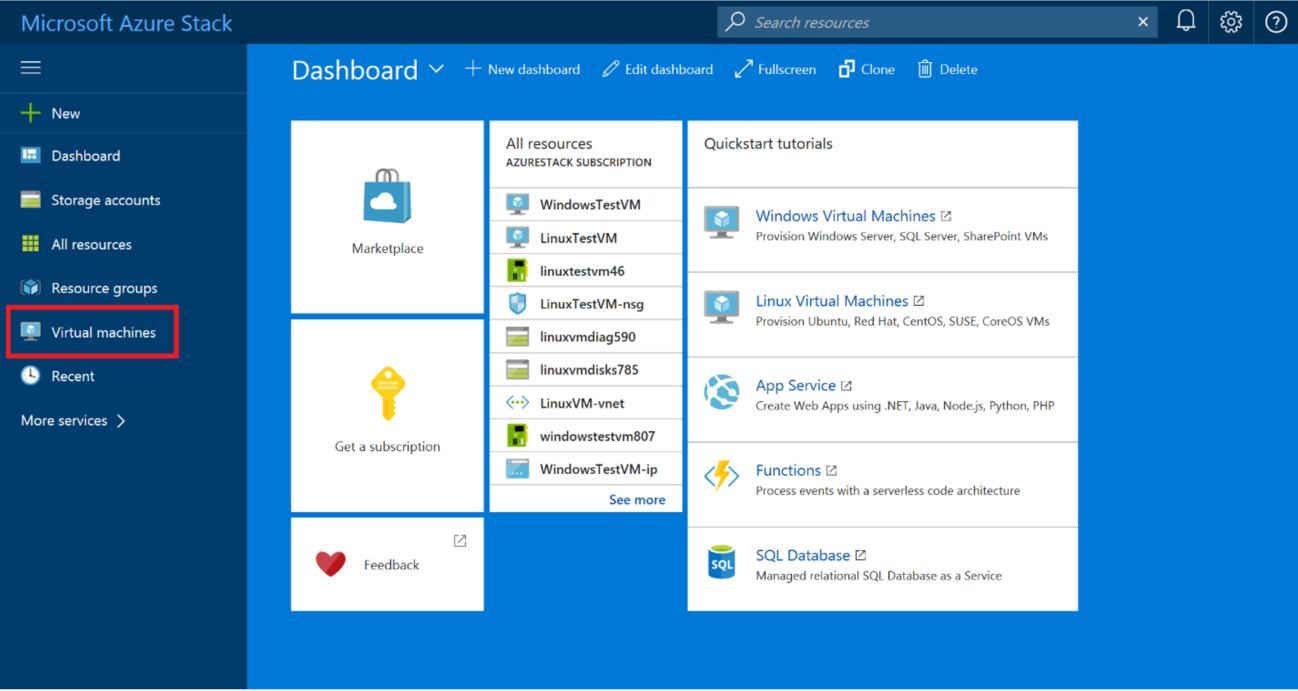 Microsoft Azure Stack
Search resources
New
Dashboard
Storage accounts
All resources
Resource groups
Virtual machines
Recent
More services
Dashboard
New dashboard
Edit dashboard
Fullscreen
Clone
Delete
Marketplace
Get a subscription
Feedback
All resources
AZURESTACK SUBSCRIPTION
WindowsTestVM
LinuxTestVM
linuxtestvm46
LinuxTestVM-nsg
linuxvmdiag590
linuxvmdisks785
LinuxVM-vnet
windowstestvm807
WindowsTestVM-ip
See more
Quickstart tutorials
Windows Virtual Machines
Provision Windows Server, SQL Server, SharePoint VMs
Linux Virtual Machines
Provision Ubuntu, Red Hat, CentOS, SUSE, CoreOS VMs
App Service
Create Web Apps using .NET, Java, Node.js, Python, PHP
Functions
Process events with a serverless code architecture
SQL
SQL Database
Managed relational SQL Database as a Service